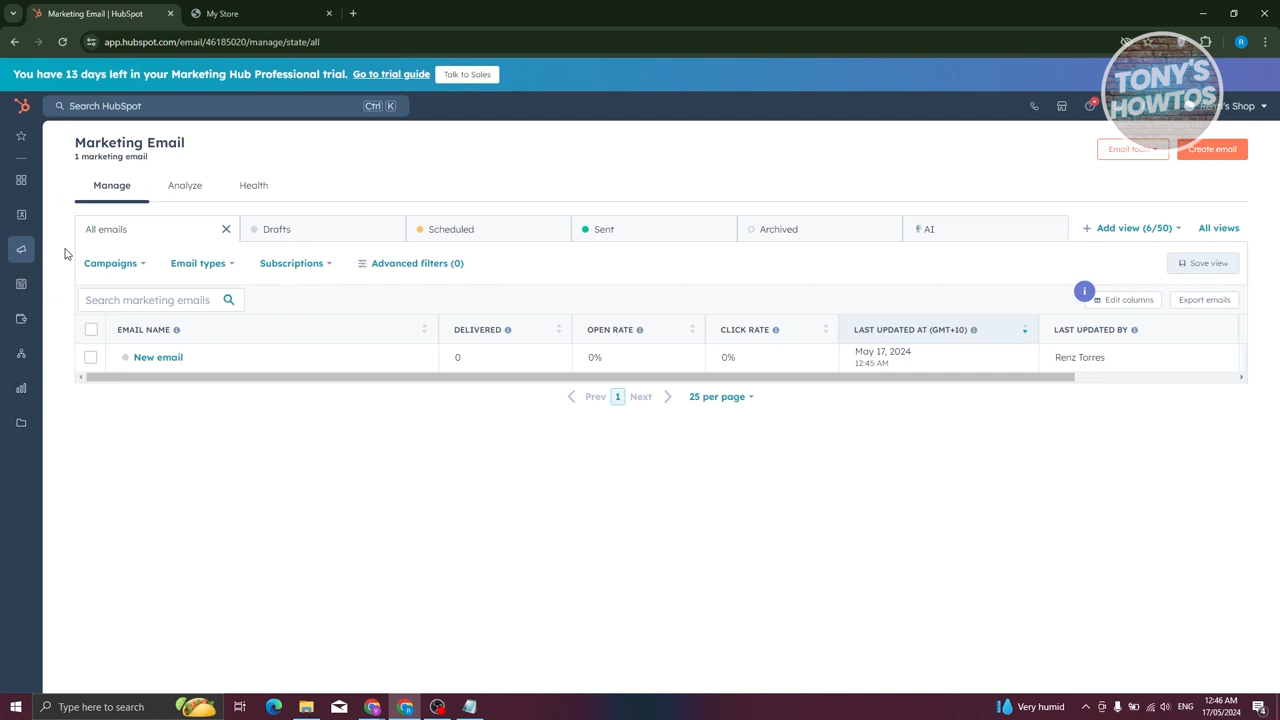 Marketing Email | HubSpot
My Store
app.hubspot.com/email/46185020/manage/state/all
You have 13 days left in your Marketing Hub Professional trial. Go to trial guide Talk to Sales
TONY'S HOWTOS
Search HubSpot Ctrl K
Shop
Marketing Email
1 marketing email
Create email
Manage Analyze Health
All emails Drafts Scheduled Sent Archived AI Add view (6/50) All views
Campaigns Email types Subscriptions Advanced filters (0) Save view
Search marketing emails Edit columns Export emails
EMAIL NAME DELIVERED OPEN RATE CLICK RATE LAST UPDATED AT (GMT+10) LAST UPDATED BY
New email 0 0% 0% May 17, 2024 Renz Torres
12:45 AM
Prev 1 Next 25 per page
Type here to search
Very humid
ENG
12:46 AM
17/05/2024
4